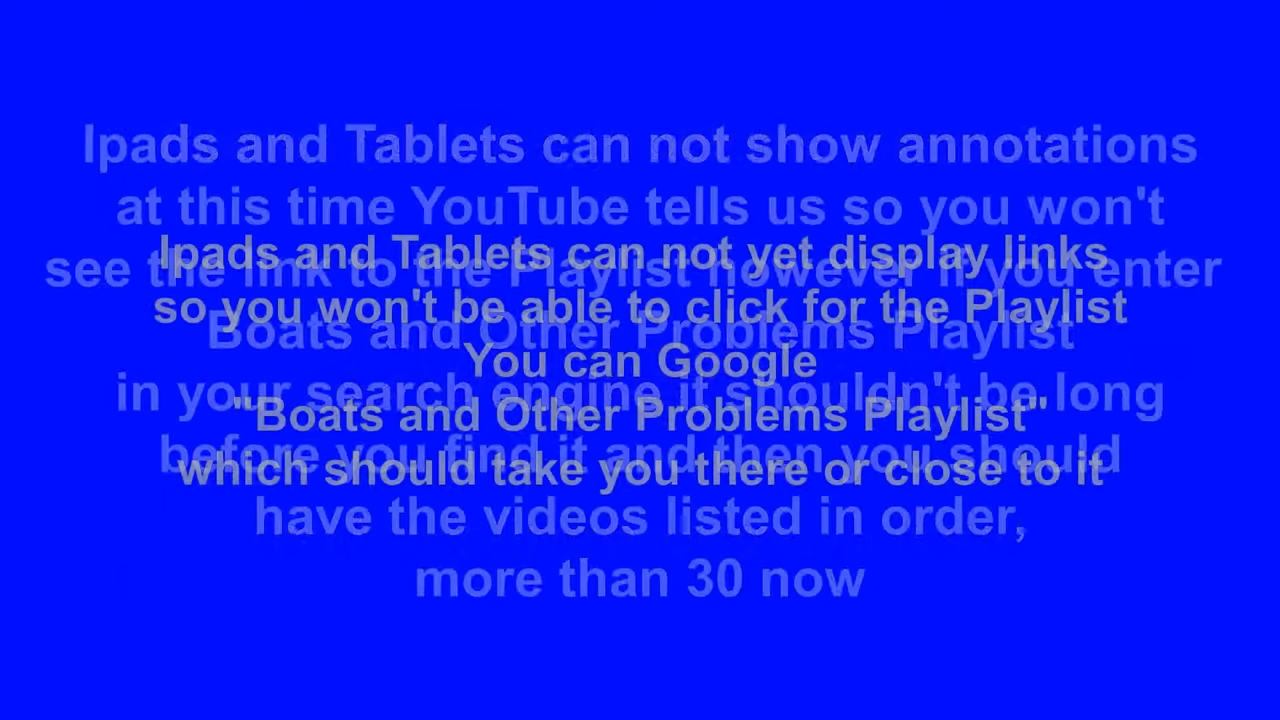 Ipads and Tablets can not show annotations
at this time YouTube tells us so you won't
see the link to the Playlist however if you enter
Boats and Other Problems Playlist
in your search engine it shouldn't be long
before you find it and then you should
have the videos listed in order,
more than 30 now
Ipads and Tablets can not yet display links
so you won't be able to click for the Playlist
You can Google
"Boats and Other Problems Playlist"
which should take you there or close to it